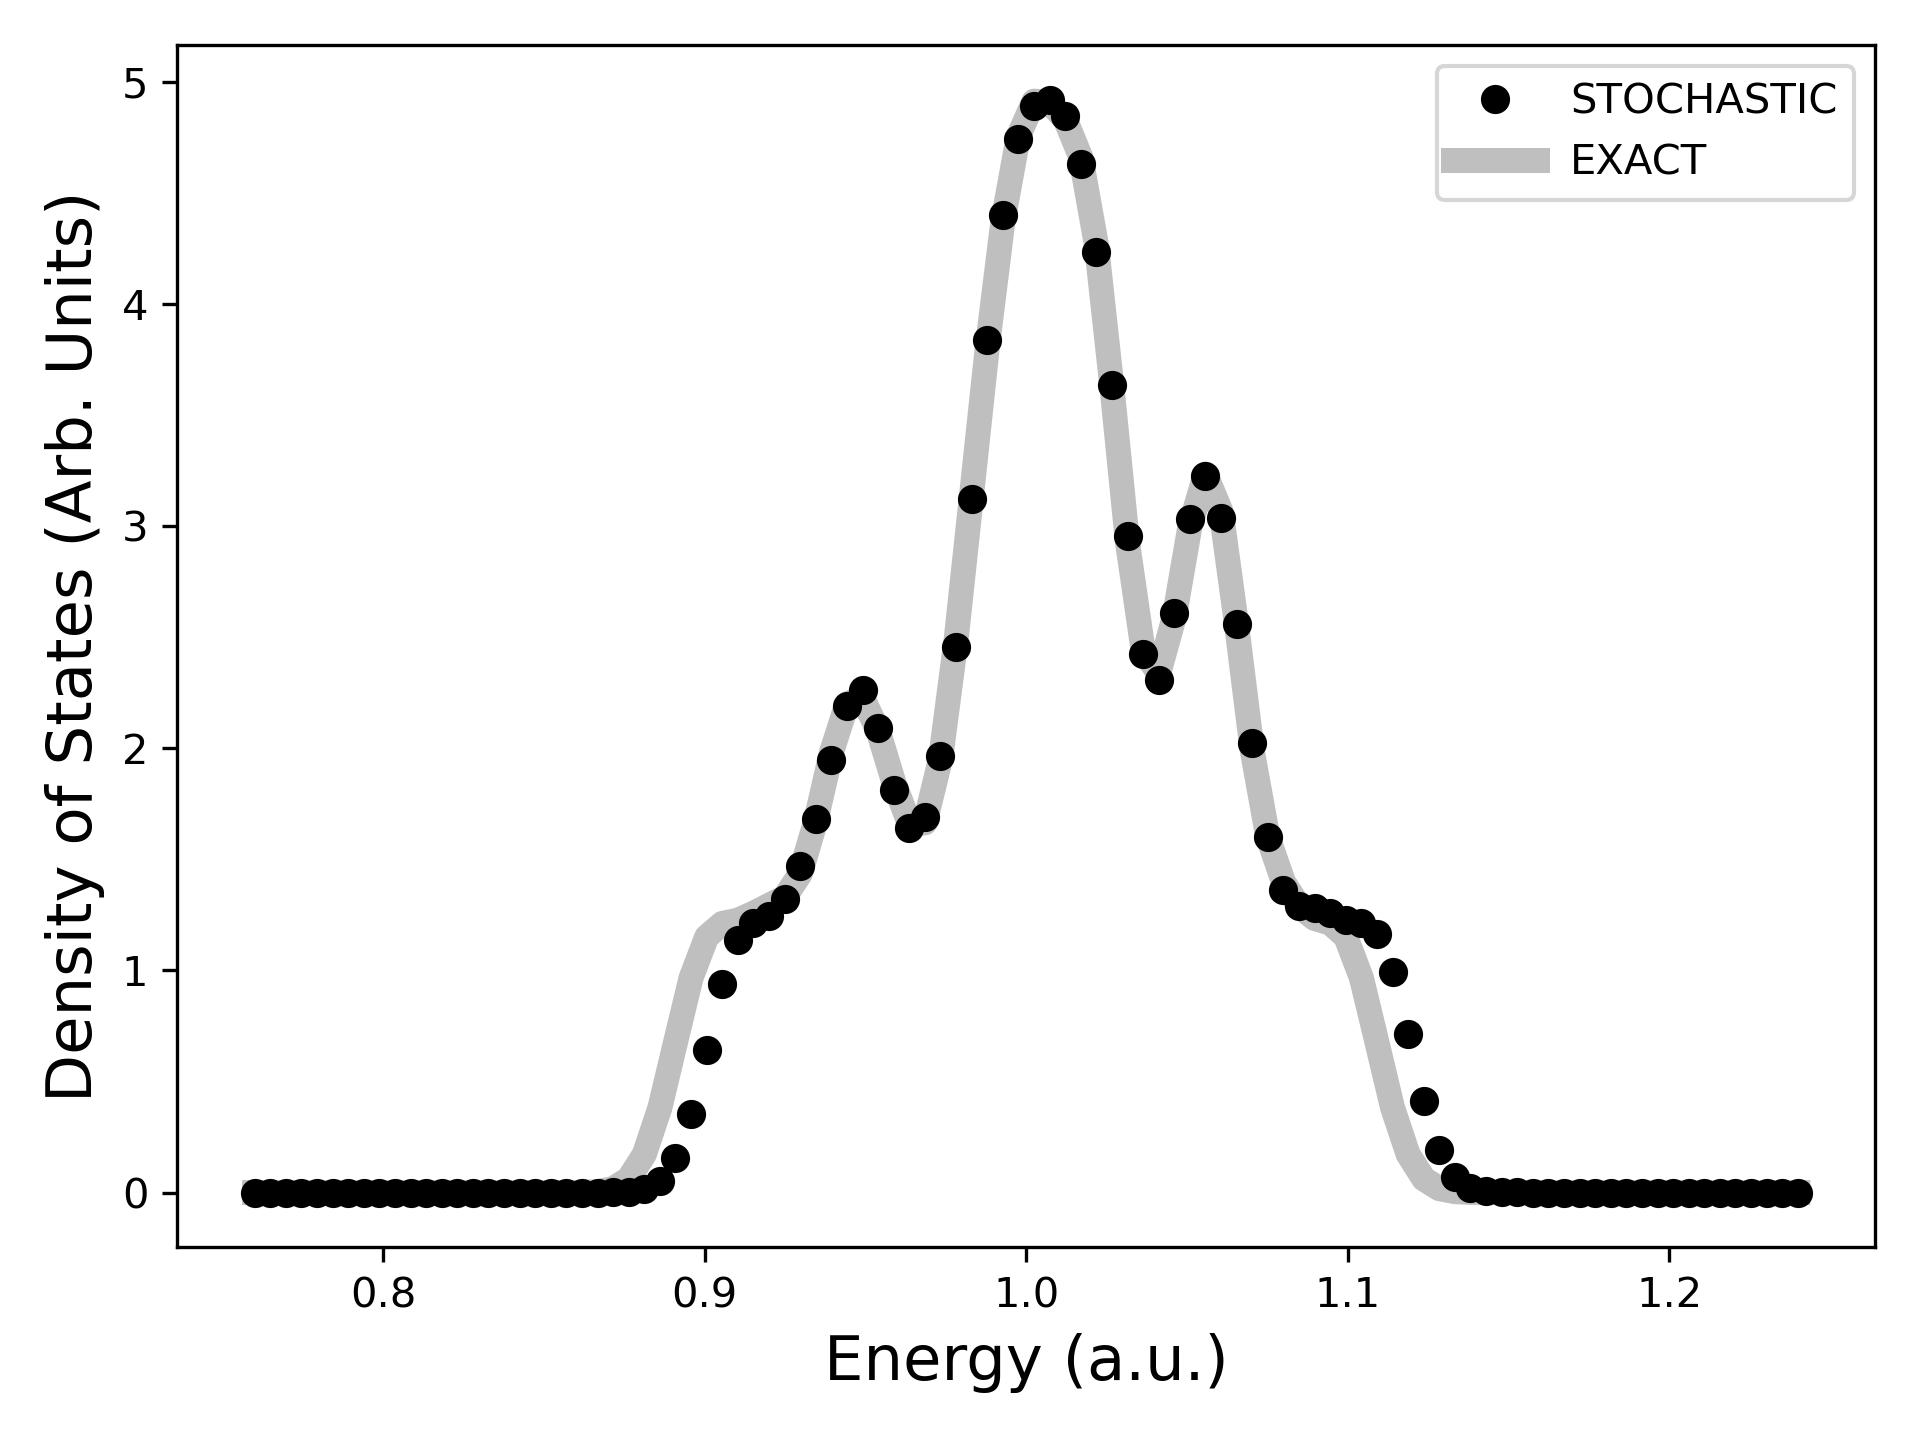 STOCHASTIC
EXACT
Density of States (Arb. Units)
5
4
3
2
1
0
0.8 0.9 1.0 1.1 1.2
Energy (a.u.)